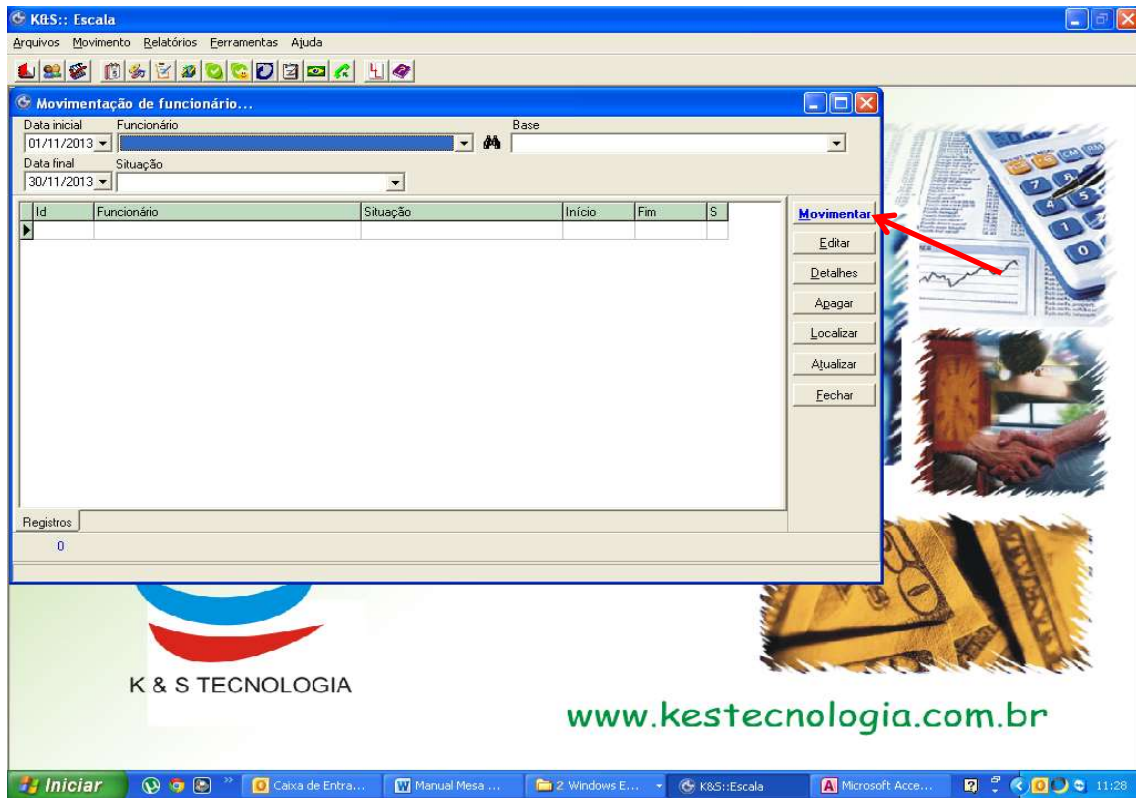 K&S:: Escala
Arquivos Movimento Relatórios Ferramentas Ajuda
Movimentação de funcionário...
Data inicial Funcionário Base
01/11/2013
Data final Situação
30/11/2013
Id Funcionário Situação Início Fim S
Movimentar
Editar
Detalhes
Apagar
Localizar
Atualizar
Fechar
Registros
0
K & S TECNOLOGIA
www.kestecnologia.com.br
Iniciar Caixa de Entra... Manual Mesa ... 2 Windows E... K&S::Escala Microsoft Acce... 11:28